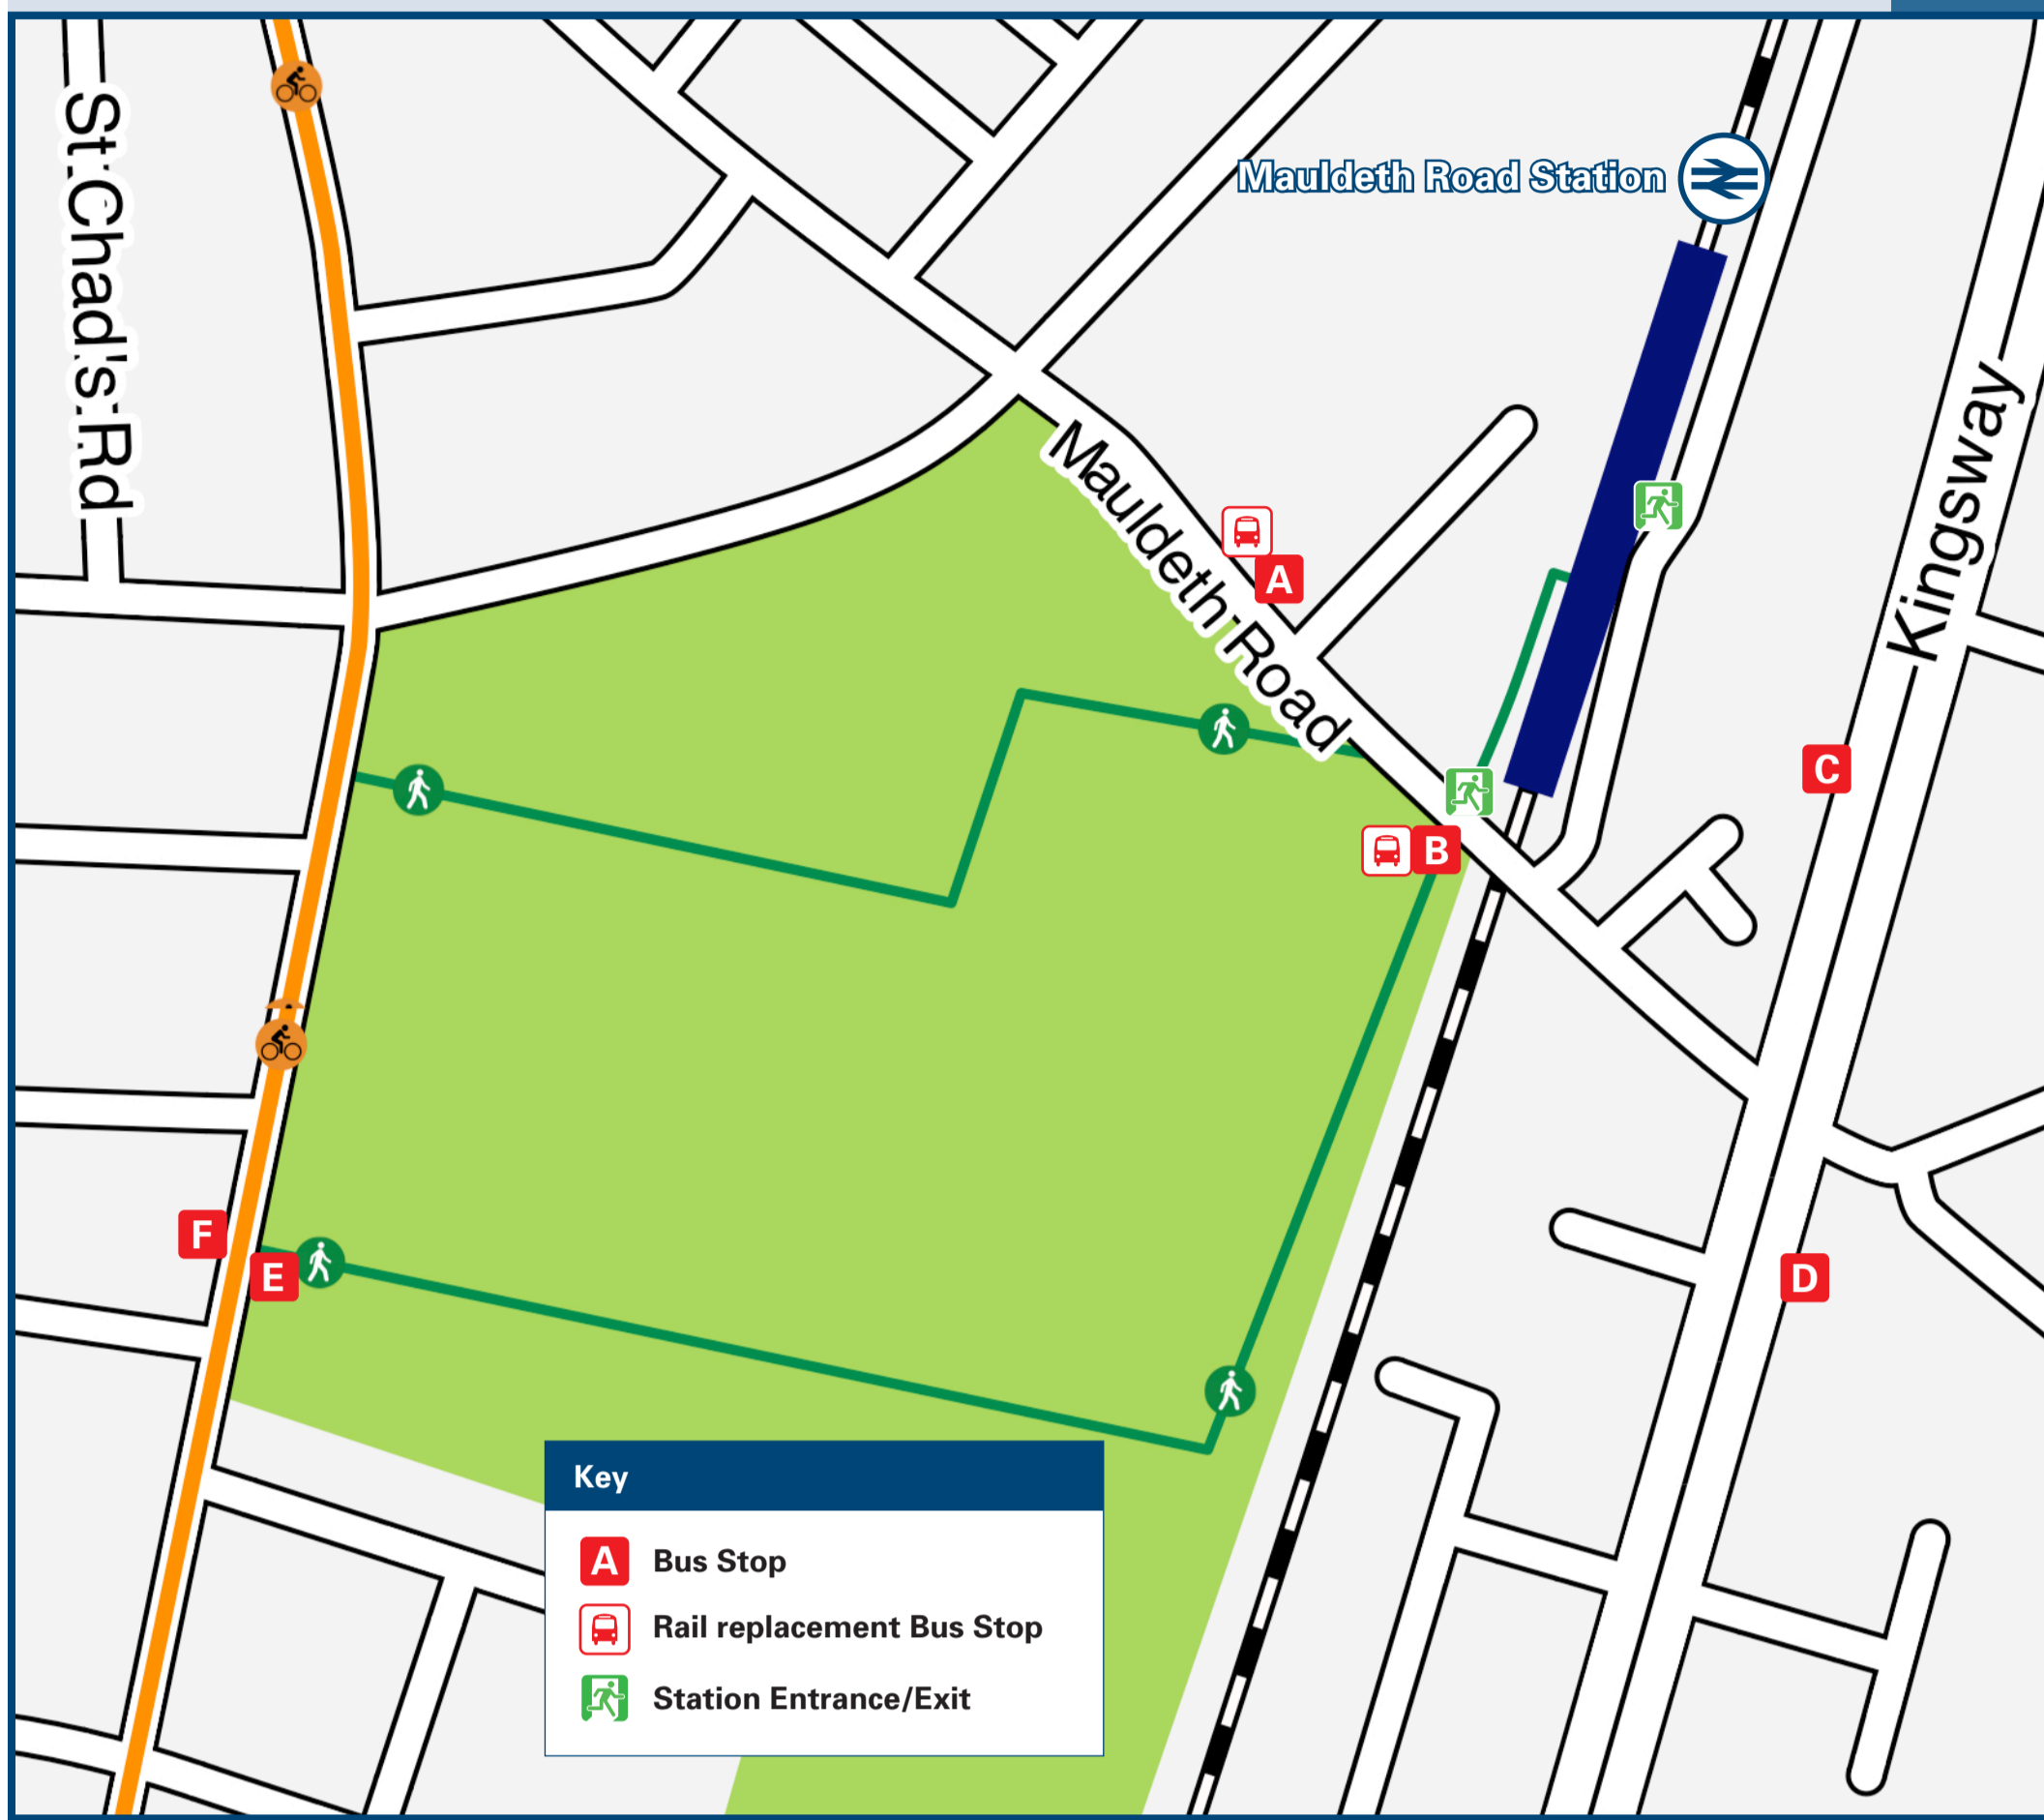 St Chad's Rd
Mauldeth Road Station
Kingsway
Mauldeth Road
A
C
B
F
E
D
Key
A Bus Stop
Rail replacement Bus Stop
Station Entrance/Exit